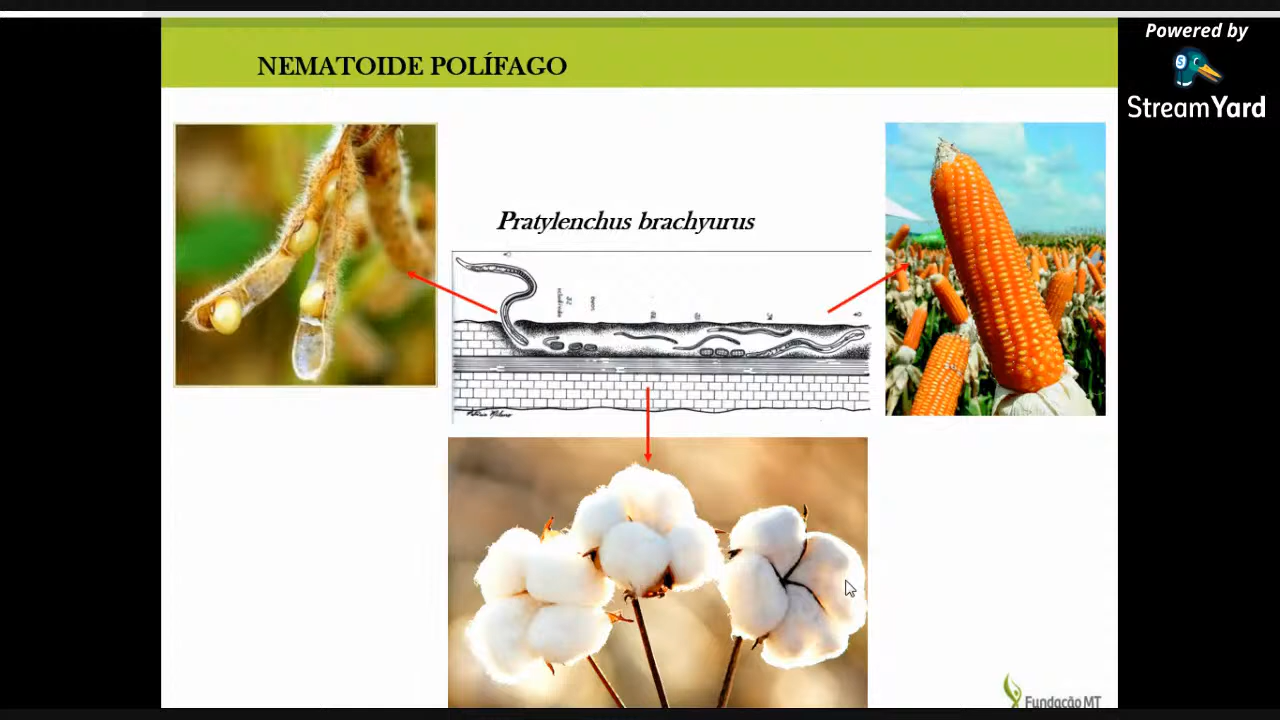 NEMATOIDE POLÍFAGO
Powered by
StreamYard
Pratylenchus brachyurus
Fundação MT